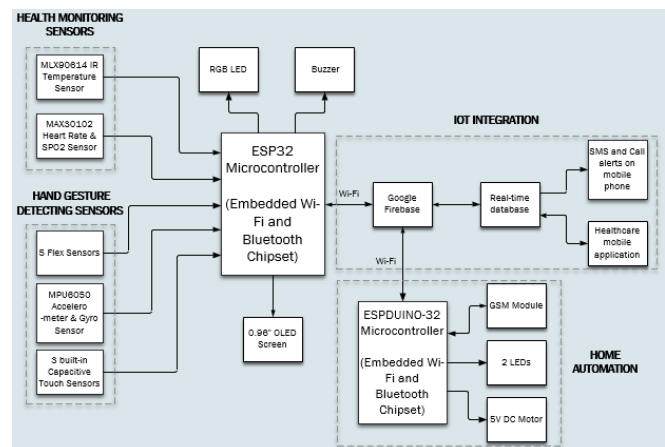 HEALTH MONITORING
SENSORS
MLX90614 IR
Temperature
Sensor
MAX30102
Heart Rate &
SPO2 Sensor
HAND GESTURE
DETECTING SENSORS
5 Flex Sensors
MPU6050
Accelero
-meter & Gyro
Sensor
3 built-in
Capacitive
Touch Sensors
RGB LED
Buzzer
ESP32
Microcontroller
(Embedded Wi-
Fi and
Bluetooth
Chipset)
0.96" OLED
Screen
IOT INTEGRATION
Wi-Fi
Google
Firebase
Real-time
database
SMS and Call
alerts on
mobile
phone
Healthcare
mobile
application
Wi-Fi
ESPDUINO-32
Microcontroller
(Embedded Wi-
Fi and
Bluetooth
Chipset)
GSM Module
2 LEDs
5V DC Motor
HOME
AUTOMATION